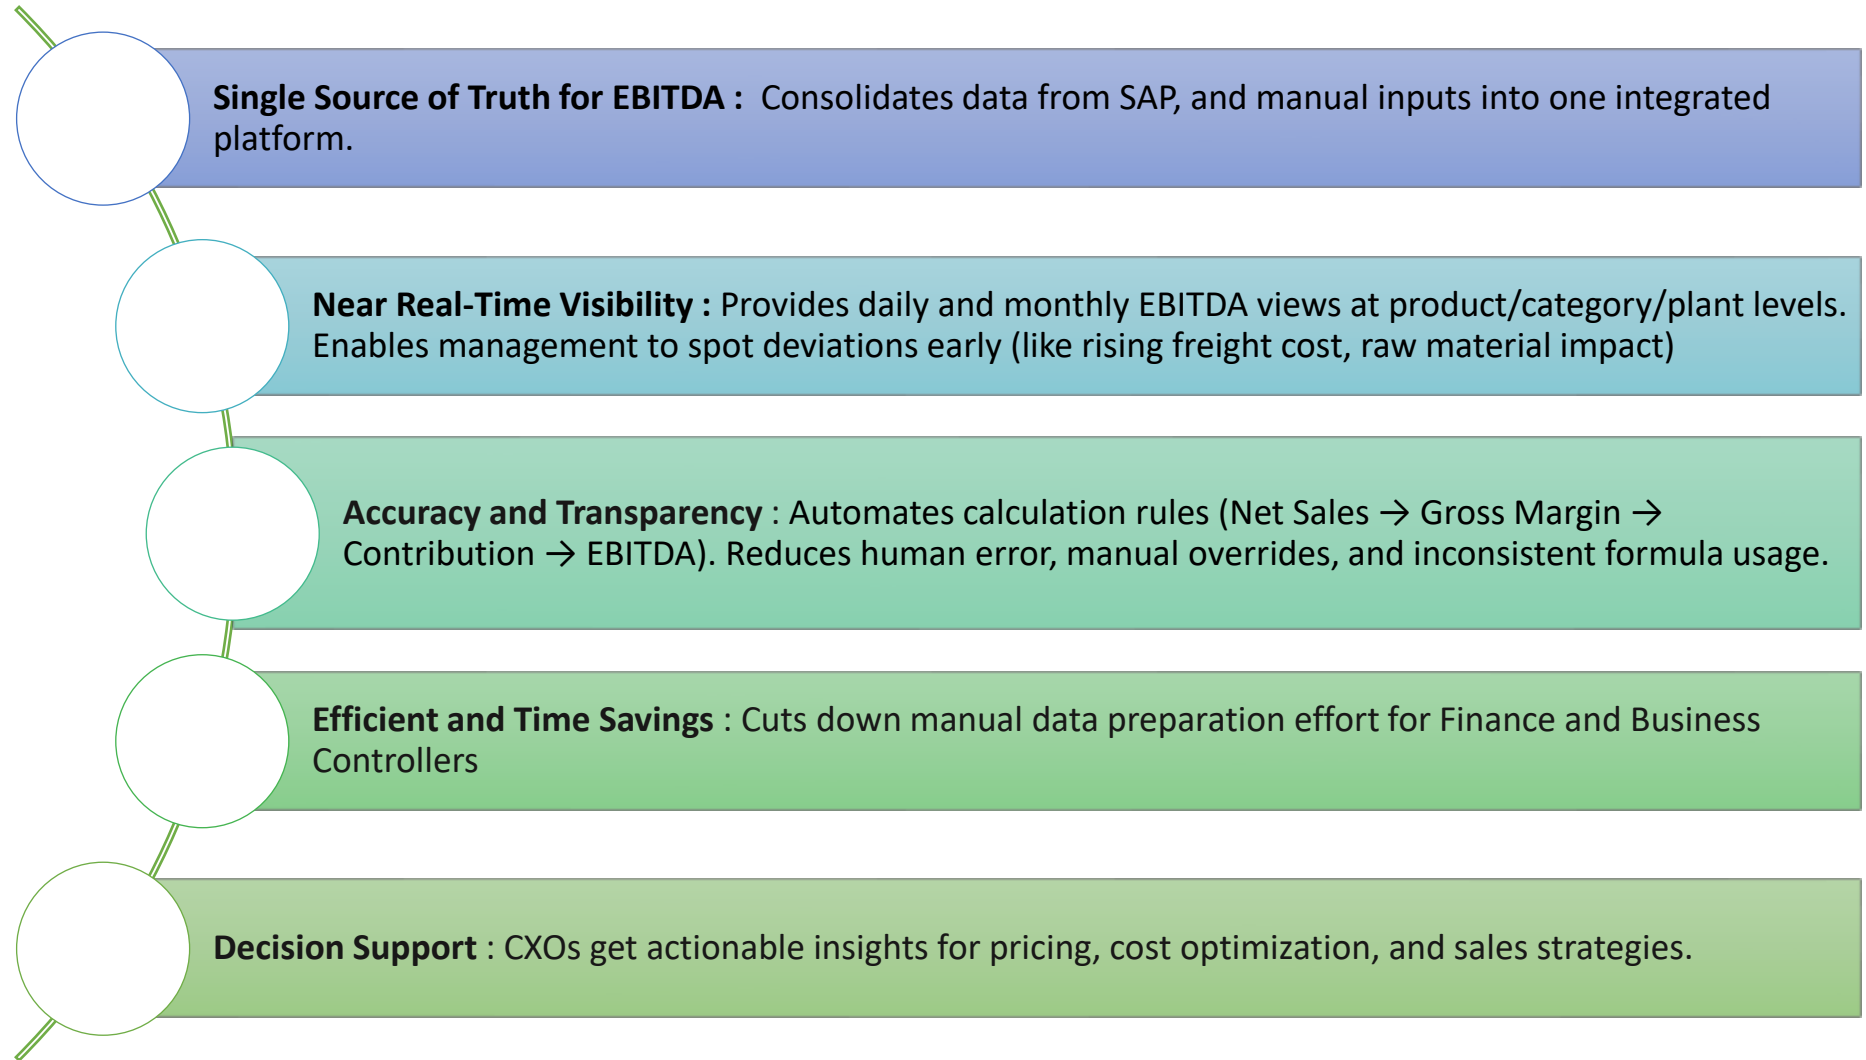 Single Source of Truth for EBITDA :  Consolidates data from SAP, and manual inputs into one integrated
platform.
Near Real-Time Visibility : Provides daily and monthly EBITDA views at product/category/plant levels.
Enables management to spot deviations early (like rising freight cost, raw material impact)
Accuracy and Transparency : Automates calculation rules (Net Sales → Gross Margin →
Contribution → EBITDA). Reduces human error, manual overrides, and inconsistent formula usage.
Efficient and Time Savings : Cuts down manual data preparation effort for Finance and Business
Controllers
Decision Support : CXOs get actionable insights for pricing, cost optimization, and sales strategies.